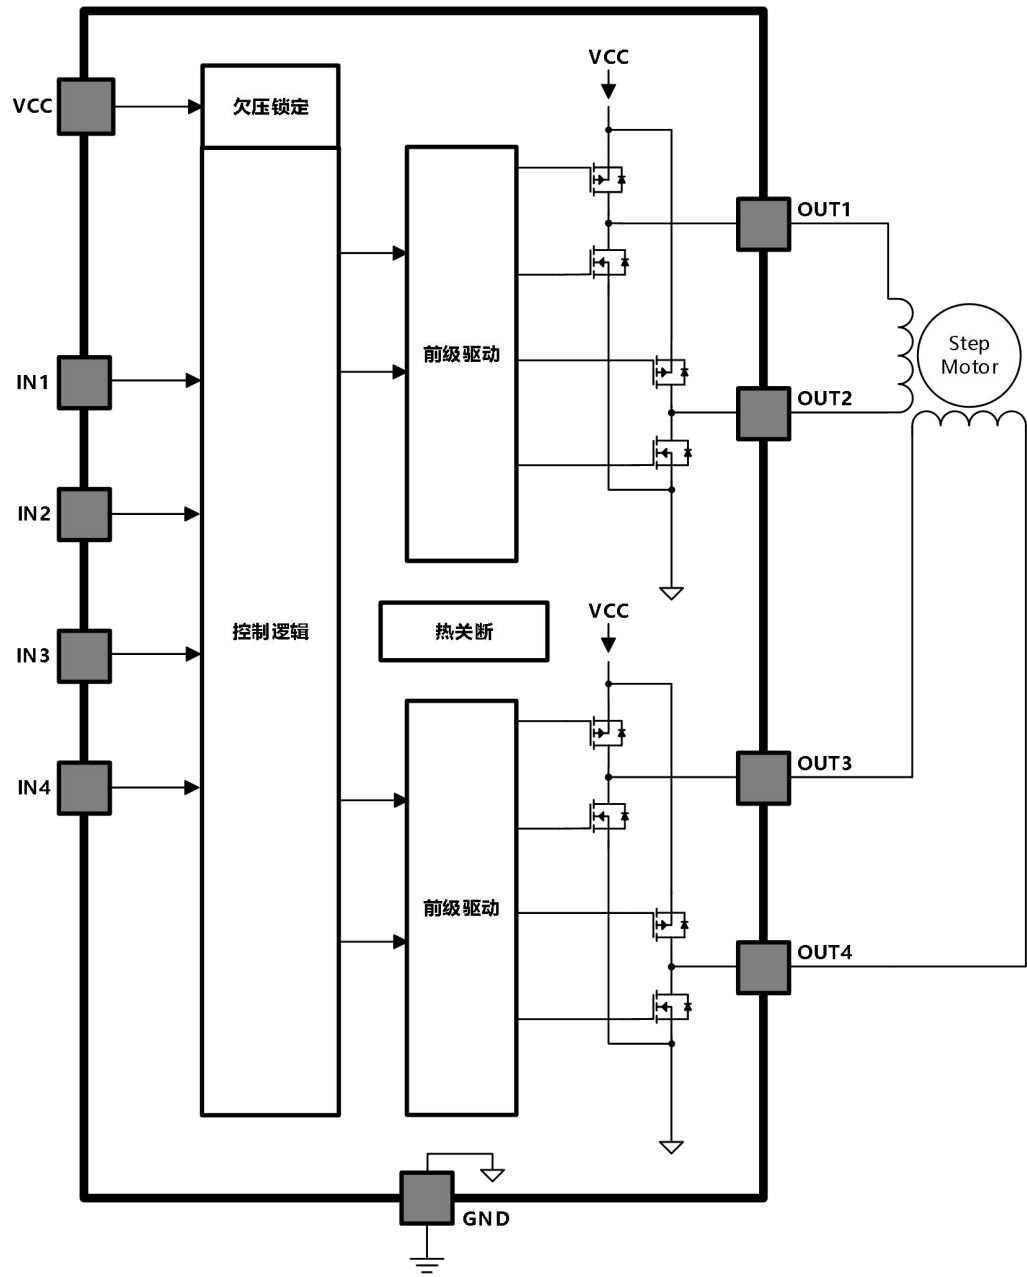 VCC
欠压锁定
VCC
OUT1
前级驱动
Step
Motor
IN1
OUT2
IN2
VCC
热关断
控制逻辑
IN3
OUT3
IN4
前级驱动
OUT4
GND